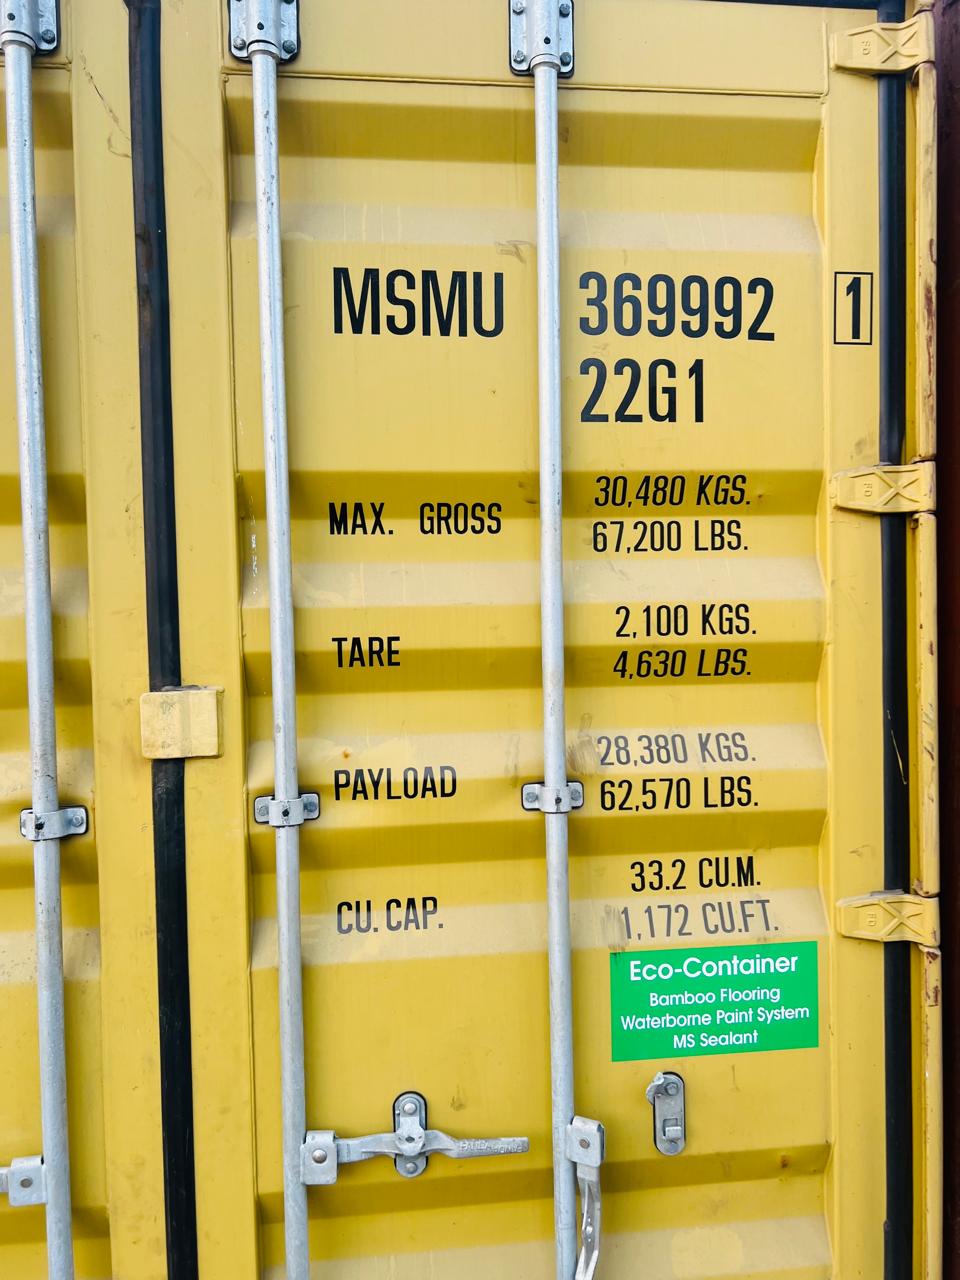 MSMU 369992 1
22G1
MAX. GROSS 30,480 KGS.
67,200 LBS.
TARE 2,100 KGS.
4,630 LBS.
PAYLOAD 28,380 KGS.
62,570 LBS.
CU. CAP. 33.2 CU.M.
1,172 CU.FT.
Eco-Container
Bamboo Flooring
Waterborne Paint System
MS Sealant